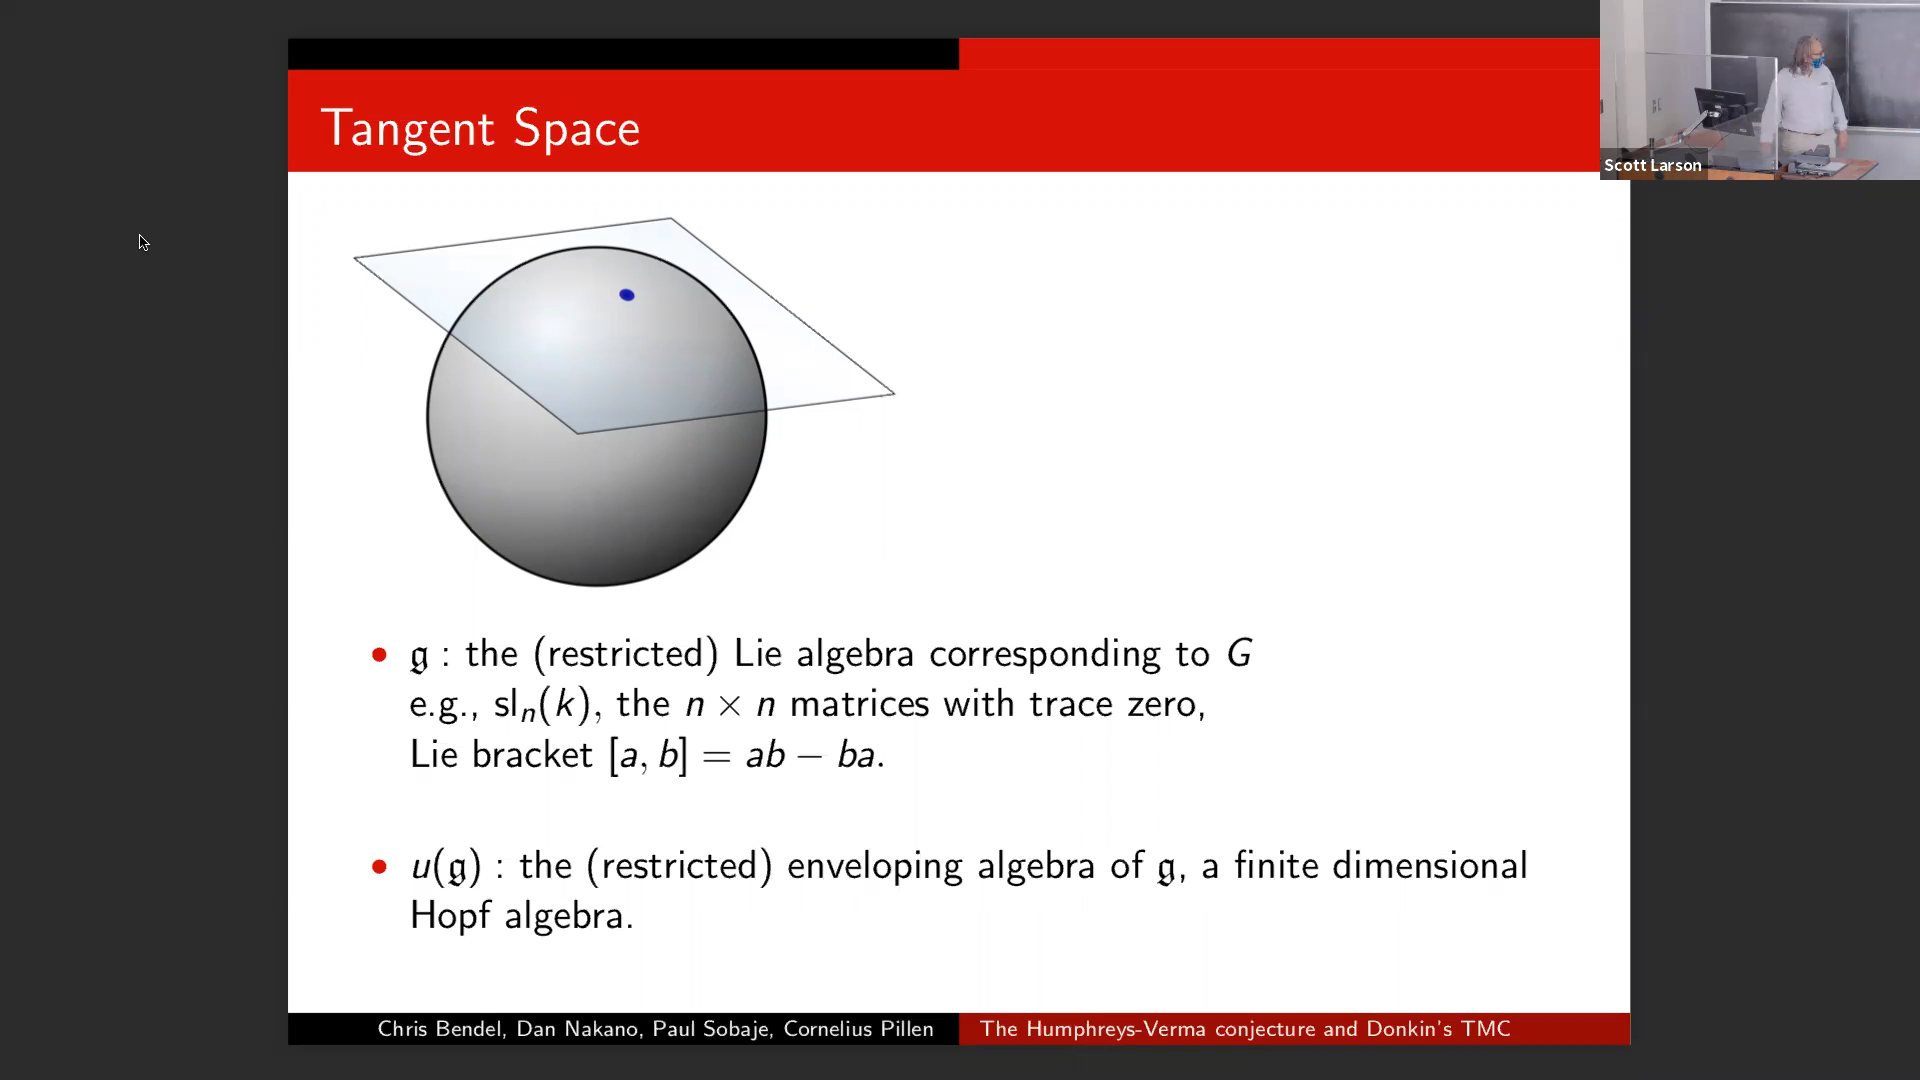 Tangent Space
Scott Larson
• 𝔤 : the (restricted) Lie algebra corresponding to G
e.g., slₙ(k), the n × n matrices with trace zero,
Lie bracket [a, b] = ab − ba.
• u(𝔤) : the (restricted) enveloping algebra of 𝔤, a finite dimensional
Hopf algebra.
Chris Bendel, Dan Nakano, Paul Sobaje, Cornelius Pillen
The Humphreys-Verma conjecture and Donkin's TMC